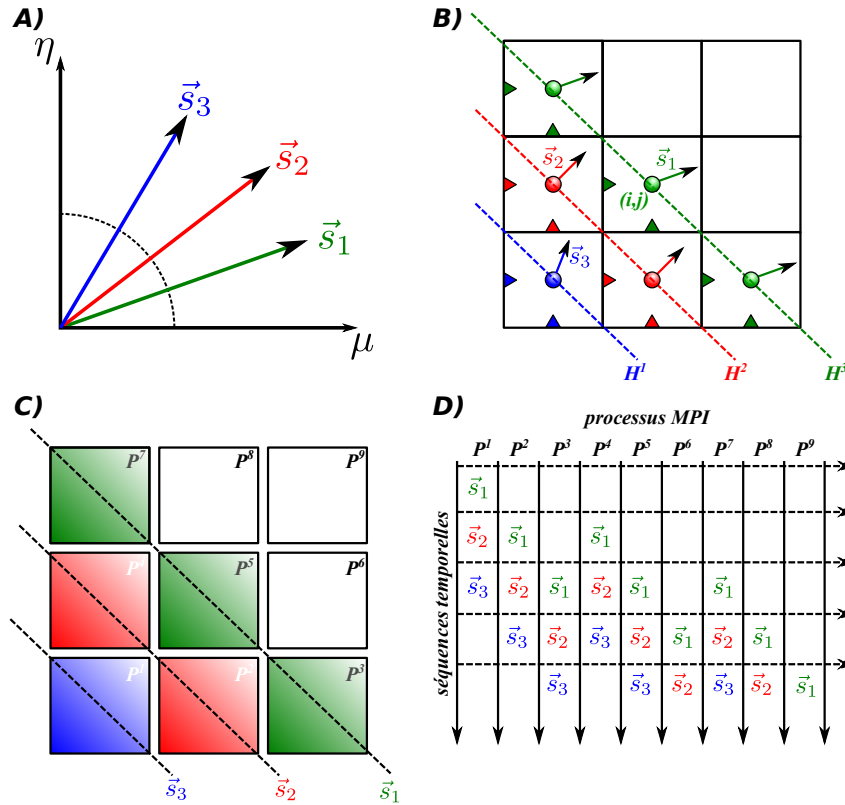 A)
η
s⃗3
s⃗2
s⃗1
μ
B)
s⃗2
s⃗1
(i,j)
s⃗3
H1
H2
H3
C)
P7
P8
P9
P5
P6
P1
P3
s⃗3
s⃗2
s⃗1
D)
processus MPI
P1 P2 P3 P4 P5 P6 P7 P8 P9
séquences temporelles
s⃗1
s⃗2 s⃗1 s⃗1
s⃗3 s⃗2 s⃗1 s⃗2 s⃗1 s⃗1
s⃗3 s⃗2 s⃗3 s⃗2 s⃗1 s⃗2 s⃗1
s⃗3 s⃗3 s⃗2 s⃗3 s⃗2 s⃗1